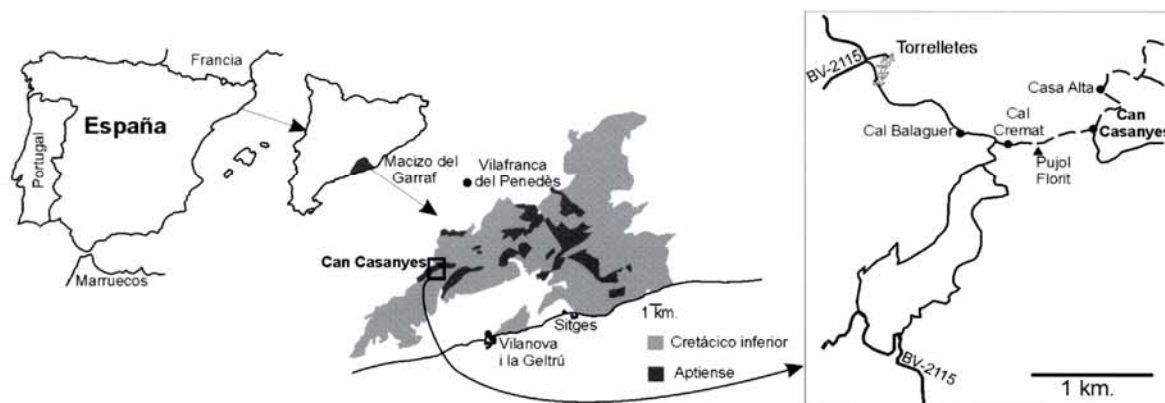 Francia
España
Portugal
Marruecos
Macizo del
Garraf
Vilafranca
del Penedès
Can Casanyes
Sitges
Vilanova
i la Geltrú
1 km.
Cretácico inferior
Aptiense
BV-2115
Torrelletes
Casa Alta
Cal Balaguer
Cal
Cremat
Can
Casanyes
Pujol
Florit
BV-2115
1 km.